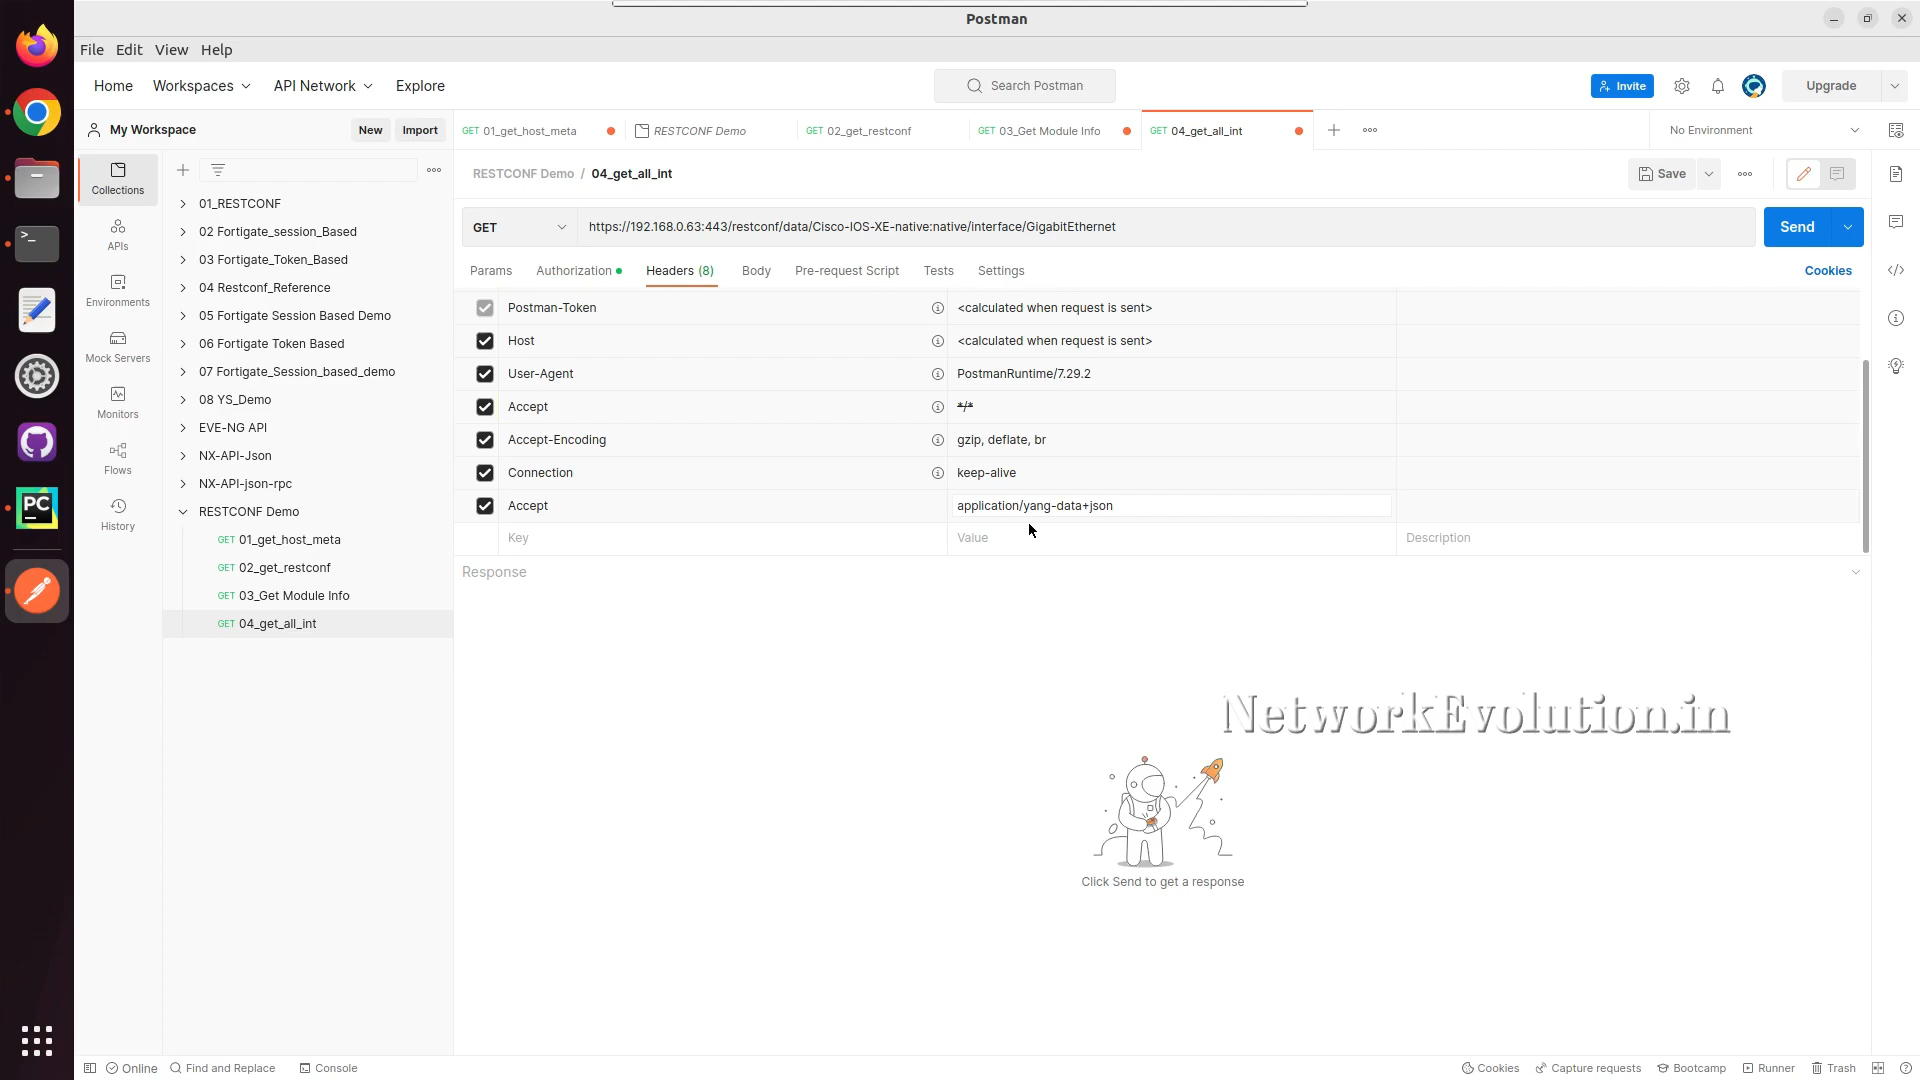 Postman
File Edit View Help
Home Workspaces API Network Explore Search Postman Invite Upgrade
My Workspace New Import GET 01_get_host_meta RESTCONF Demo GET 02_get_restconf GET 03_Get Module Info GET 04_get_all_int No Environment
RESTCONF Demo / 04_get_all_int Save
Collections
APIs
Environments
Mock Servers
Monitors
Flows
History
01_RESTCONF
02 Fortigate_session_Based
03 Fortigate_Token_Based
04 Restconf_Reference
05 Fortigate Session Based Demo
06 Fortigate Token Based
07 Fortigate_Session_based_demo
08 YS_Demo
EVE-NG API
NX-API-Json
NX-API-json-rpc
RESTCONF Demo
GET 01_get_host_meta
GET 02_get_restconf
GET 03_Get Module Info
GET 04_get_all_int
GET https://192.168.0.63:443/restconf/data/Cisco-IOS-XE-native:native/interface/GigabitEthernet Send
Params Authorization Headers (8) Body Pre-request Script Tests Settings Cookies
Postman-Token <calculated when request is sent>
Host <calculated when request is sent>
User-Agent PostmanRuntime/7.29.2
Accept */*
Accept-Encoding gzip, deflate, br
Connection keep-alive
Accept application/yang-data+json
Key Value Description
Response
NetworkEvolution.in
Click Send to get a response
Online Find and Replace Console Cookies Capture requests Bootcamp Runner Trash
>_
PC